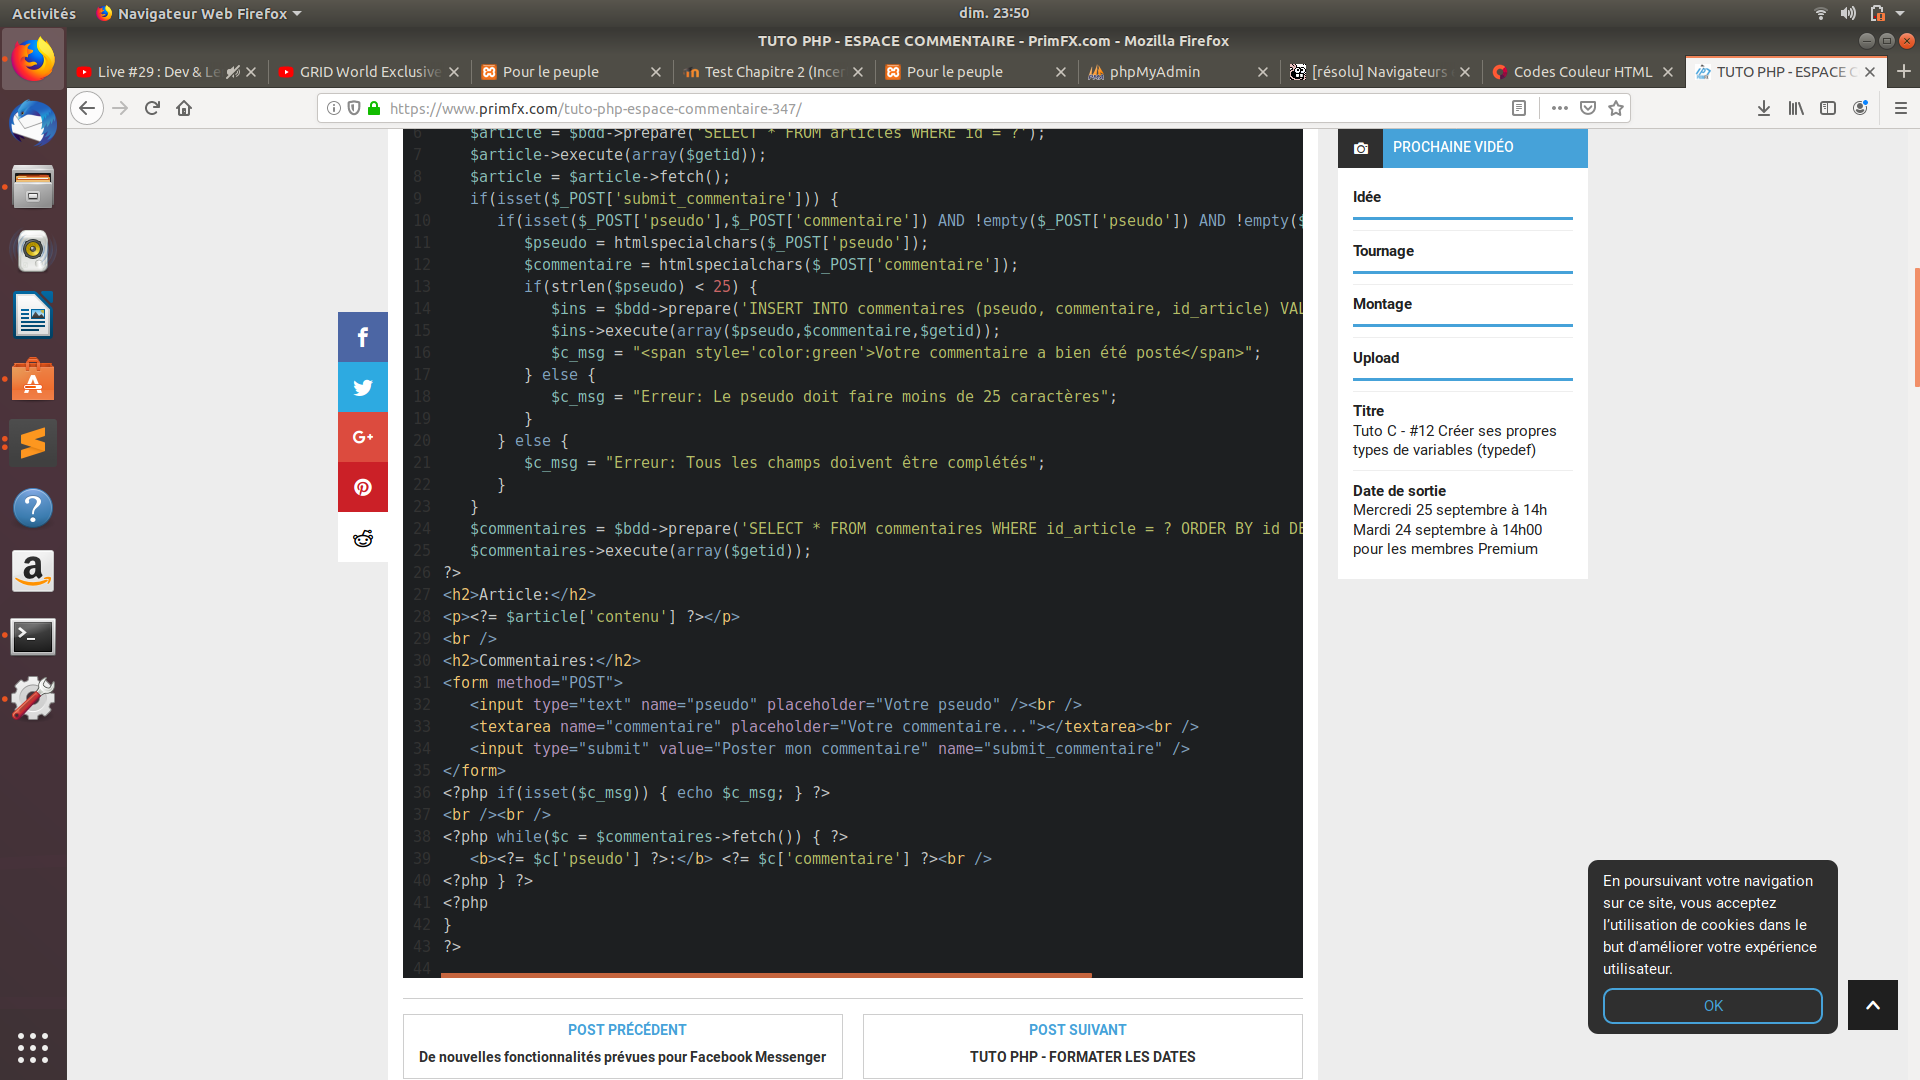 Activités
Navigateur Web Firefox
dim. 23:50
TUTO PHP - ESPACE COMMENTAIRE - PrimFX.com - Mozilla Firefox
Live #29 : Dev & Le
GRID World Exclusive
Pour le peuple
Test Chapitre 2 (Incer
Pour le peuple
phpMyAdmin
[résolu] Navigateurs
Codes Couleur HTML
TUTO PHP - ESPACE C
https://www.primfx.com/tuto-php-espace-commentaire-347/
6 $article = $bdd->prepare('SELECT * FROM articles WHERE id = ?');
7 $article->execute(array($getid));
8 $article = $article->fetch();
9 if(isset($_POST['submit_commentaire'])) {
10 if(isset($_POST['pseudo'],$_POST['commentaire']) AND !empty($_POST['pseudo']) AND !empty($
11 $pseudo = htmlspecialchars($_POST['pseudo']);
12 $commentaire = htmlspecialchars($_POST['commentaire']);
13 if(strlen($pseudo) < 25) {
14 $ins = $bdd->prepare('INSERT INTO commentaires (pseudo, commentaire, id_article) VAL
15 $ins->execute(array($pseudo,$commentaire,$getid));
16 $c_msg = "<span style='color:green'>Votre commentaire a bien été posté</span>";
17 } else {
18 $c_msg = "Erreur: Le pseudo doit faire moins de 25 caractères";
19 }
20 } else {
21 $c_msg = "Erreur: Tous les champs doivent être complétés";
22 }
23 }
24 $commentaires = $bdd->prepare('SELECT * FROM commentaires WHERE id_article = ? ORDER BY id DE
25 $commentaires->execute(array($getid));
26 ?>
27 <h2>Article:</h2>
28 <p><?= $article['contenu'] ?></p>
29 <br />
30 <h2>Commentaires:</h2>
31 <form method="POST">
32 <input type="text" name="pseudo" placeholder="Votre pseudo" /><br />
33 <textarea name="commentaire" placeholder="Votre commentaire..."></textarea><br />
34 <input type="submit" value="Poster mon commentaire" name="submit_commentaire" />
35 </form>
36 <?php if(isset($c_msg)) { echo $c_msg; } ?>
37 <br /><br />
38 <?php while($c = $commentaires->fetch()) { ?>
39 <b><?= $c['pseudo'] ?>:</b> <?= $c['commentaire'] ?><br />
40 <?php } ?>
41 <?php
42 }
43 ?>
44
G+
PROCHAINE VIDÉO
Idée
Tournage
Montage
Upload
Titre
Tuto C - #12 Créer ses propres
types de variables (typedef)
Date de sortie
Mercredi 25 septembre à 14h
Mardi 24 septembre à 14h00
pour les membres Premium
En poursuivant votre navigation
sur ce site, vous acceptez
l'utilisation de cookies dans le
but d'améliorer votre expérience
utilisateur.
OK
POST PRÉCÉDENT
De nouvelles fonctionnalités prévues pour Facebook Messenger
POST SUIVANT
TUTO PHP - FORMATER LES DATES